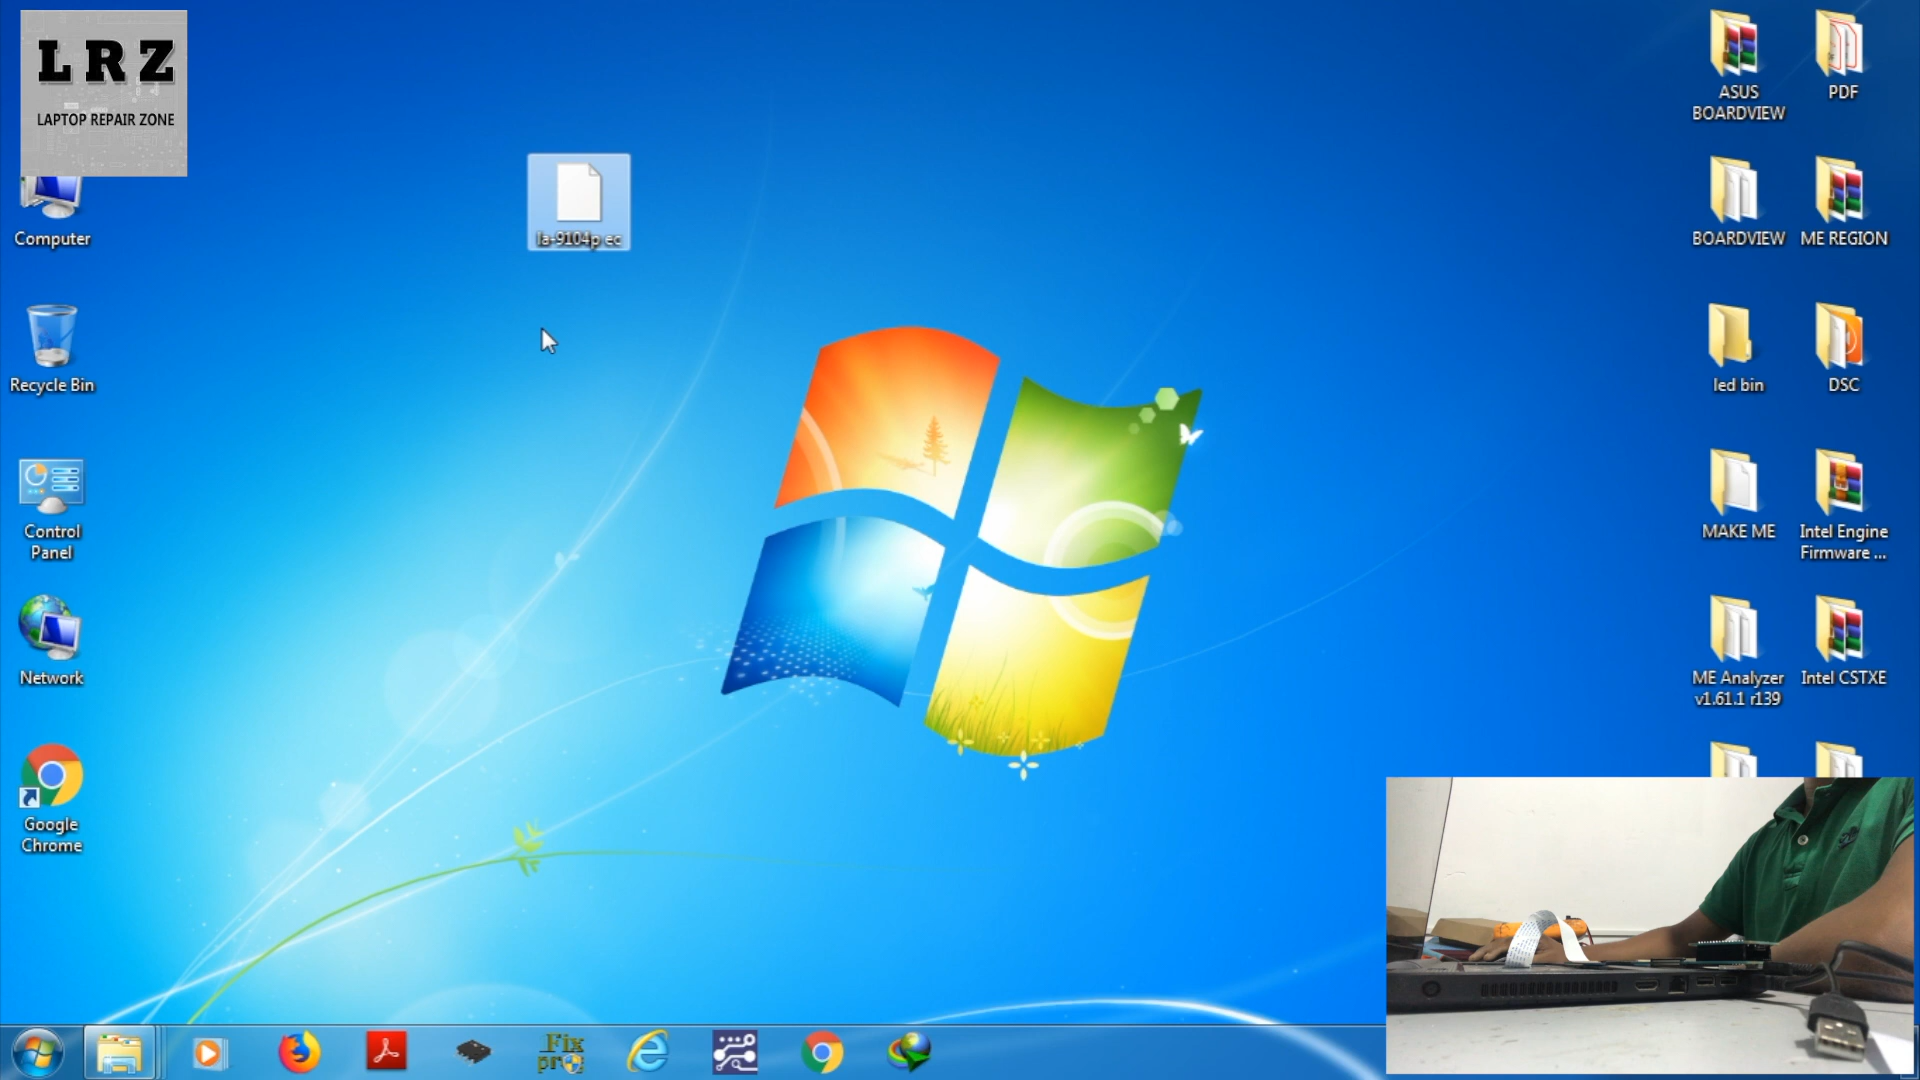 LRZ
LAPTOP REPAIR ZONE
Computer
Recycle Bin
Control
Panel
Network
Google
Chrome
la-9104p ec
ASUS
BOARDVIEW
PDF
BOARDVIEW
ME REGION
led bin
DSC
MAKE ME
Intel Engine
Firmware ...
ME Analyzer
v1.61.1 r139
Intel CSTXE
Fix